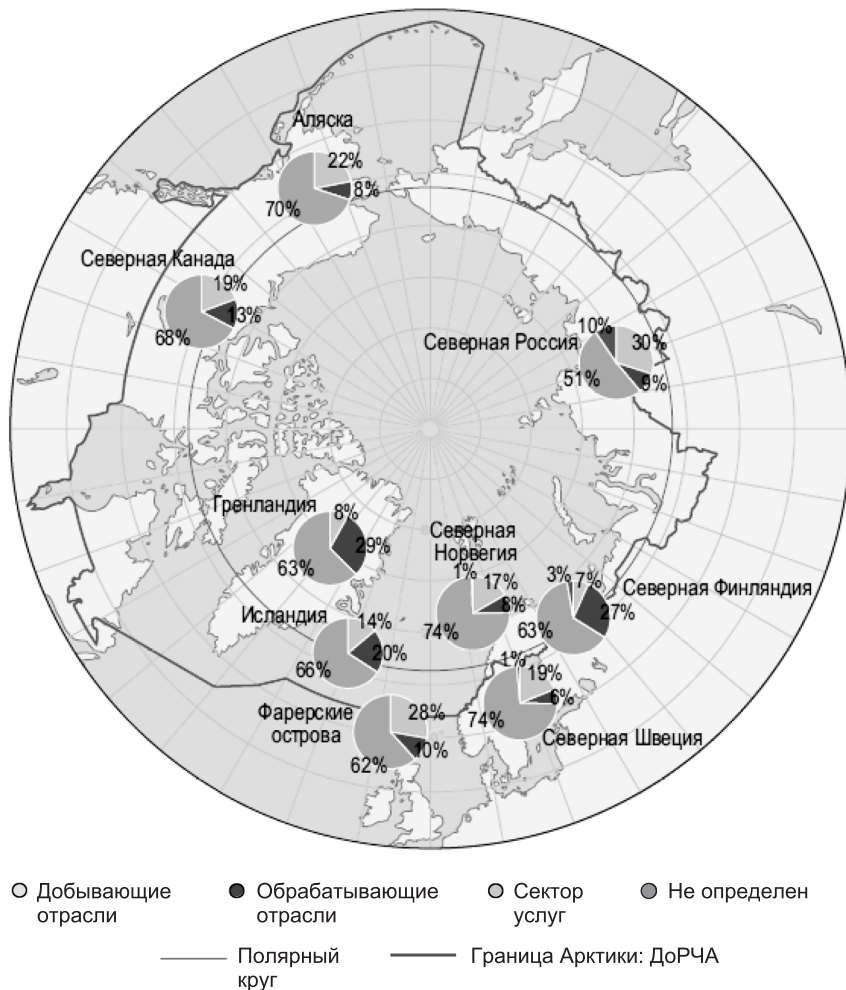 Аляска
22%
8%
70%
Северная Канада
19%
13%
68%
Северная Россия
10%
30%
51%
9%
Гренландия
8%
29%
63%
Северная
Норвегия
1%
17%
8%
74%
3%
7%
Северная Финляндия
27%
63%
Исландия
14%
20%
66%
1%
19%
6%
74%
Северная Швеция
Фарерские
острова
28%
10%
62%
Добывающие
отрасли
Обрабатывающие
отрасли
Сектор
услуг
Не определен
Полярный
круг
Граница Арктики: ДоРЧА